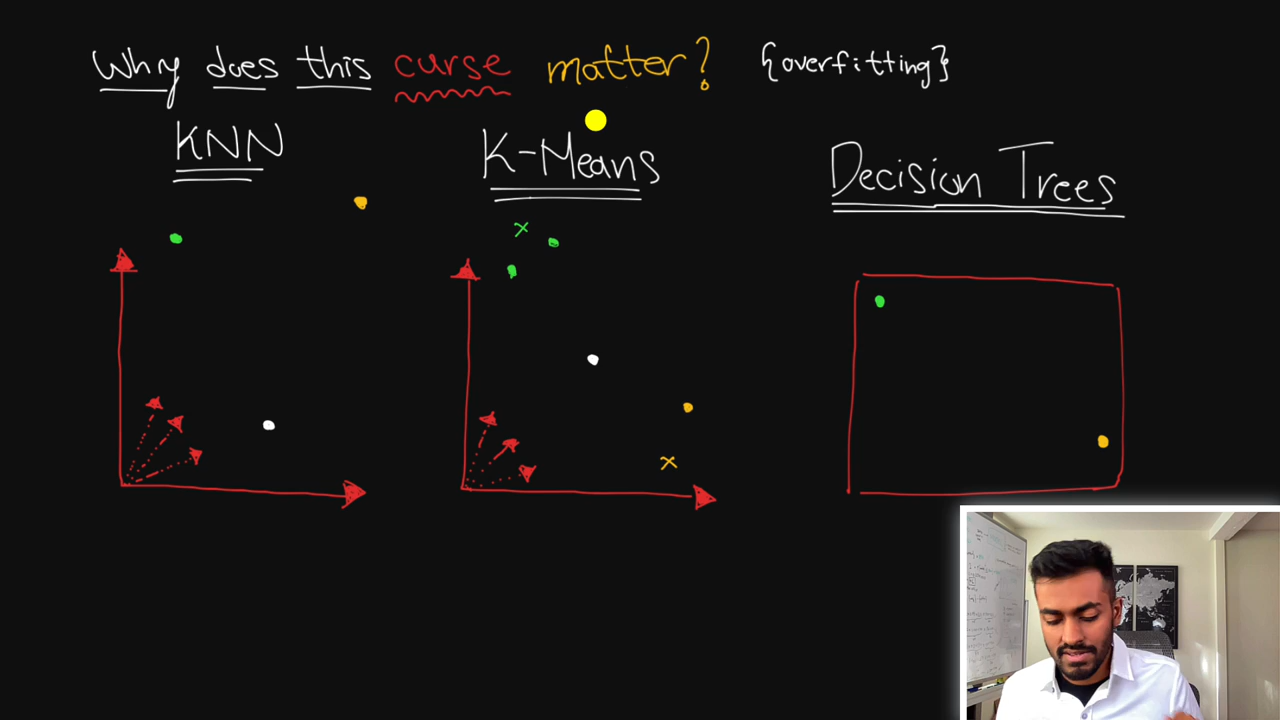 Why does this curse matter? {overfitting}
KNN
K-Means
Decision Trees